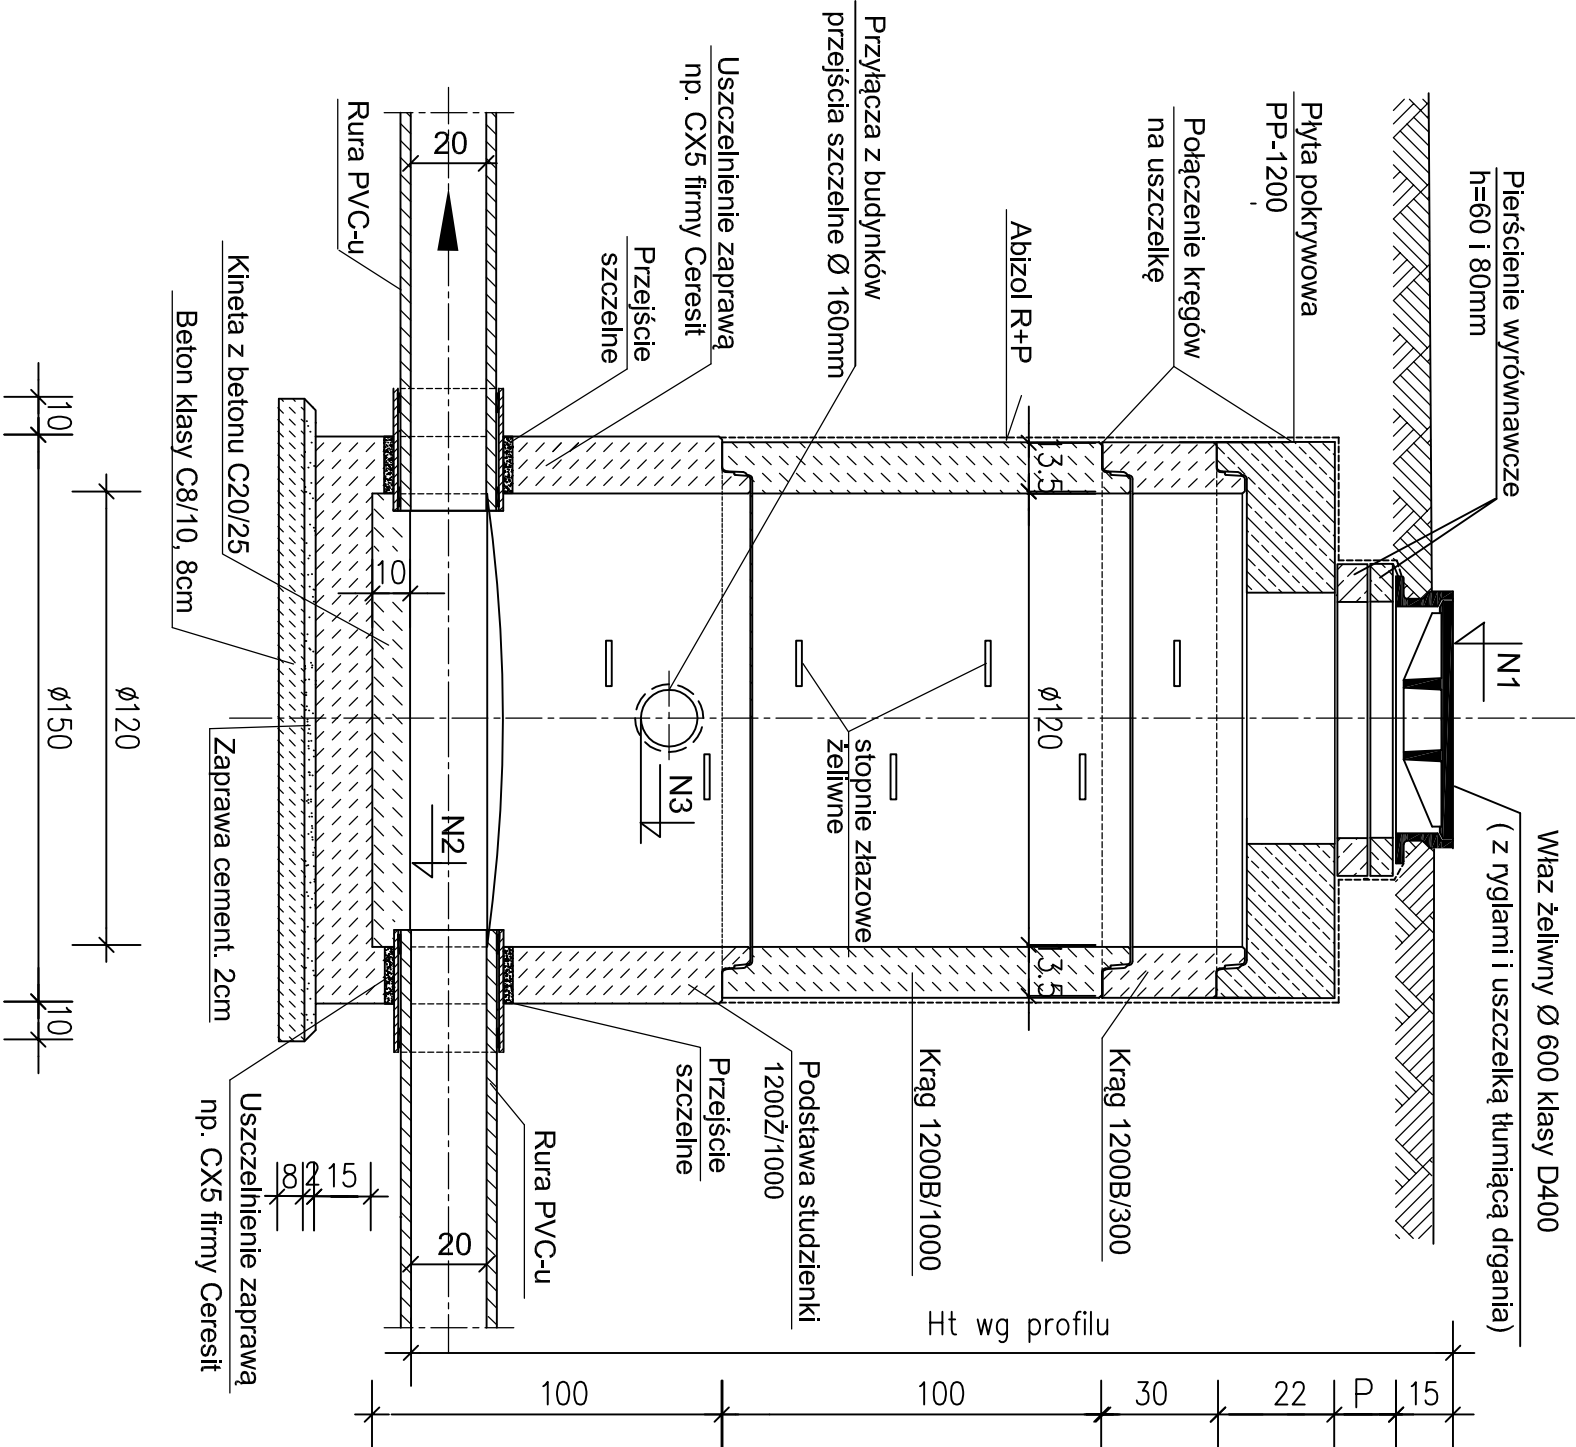 Właz żeliwny Ø 600 klasy D400
( z ryglami i uszczelką tłumiącą drgania)
N1
Pierścienie wyrównawcze
h=60 i 80mm
Płyta pokrywowa
PP-1200
Połączenie kręgów
na uszczelkę
Abizol R+P
Przyłącza z budynków
przejścia szczelne Ø 160mm
Uszczelnienie zaprawą
np. CX5 firmy Ceresit
Przejście
szczelne
Rura PVC-u
20
Kineta z betonu C20/25
Beton klasy C8/10, 8cm
13.5
ø120
13.5
stopnie złazowe
żeliwne
N3
N2
10
Zaprawa cement. 2cm
Krąg 1200B/300
Krąg 1200B/1000
Podstawa studzienki
1200Ż/1000
Przejście
szczelne
Rura PVC-u
20
Uszczelnienie zaprawą
np. CX5 firmy Ceresit
8
2
15
ø120
10
ø150
10
Ht wg profilu
100
100
30
22
P
15